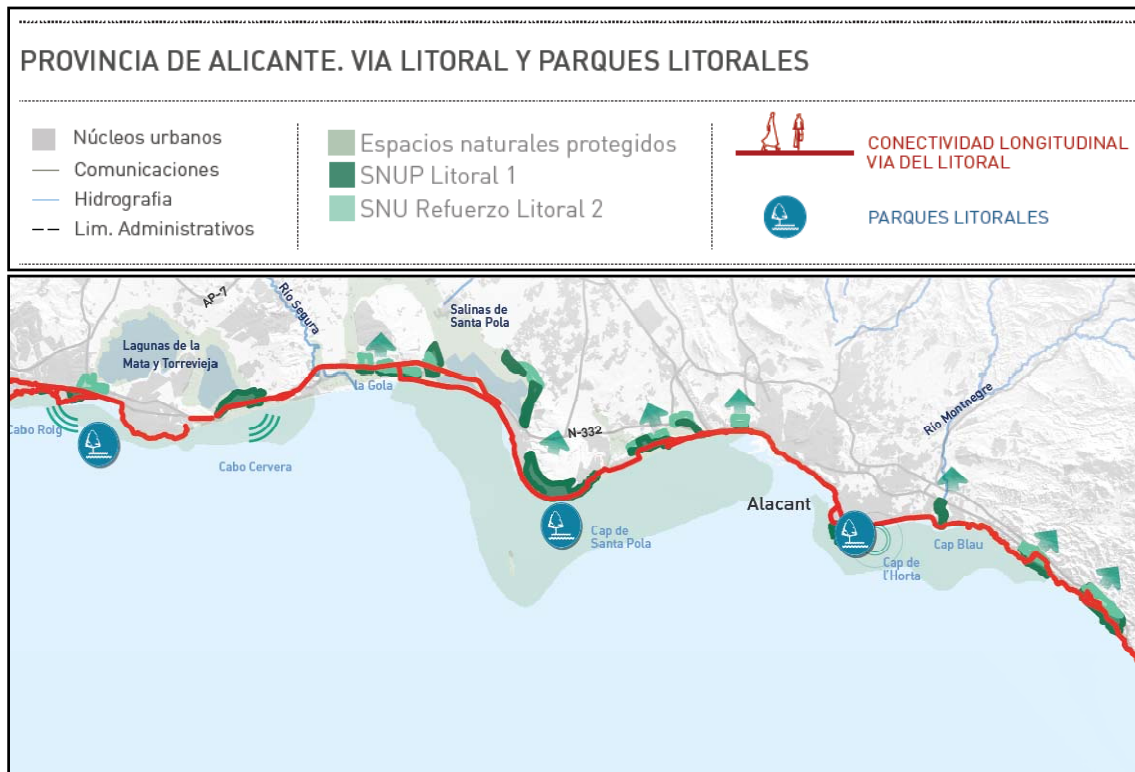 PROVINCIA DE ALICANTE. VIA LITORAL Y PARQUES LITORALES
Núcleos urbanos
Comunicaciones
Hidrografia
Lim. Administrativos
Espacios naturales protegidos
SNUP Litoral 1
SNU Refuerzo Litoral 2
CONECTIVIDAD LONGITUDINAL
VIA DEL LITORAL
PARQUES LITORALES
AP-7
Río Segura
Salinas de
Santa Pola
Lagunas de la
Mata y Torrevieja
la Gola
Cabo Roig
Cabo Cervera
N-332
Cap de
Santa Pola
Alacant
Río Montnegre
Cap Blau
Cap de
l'Horta